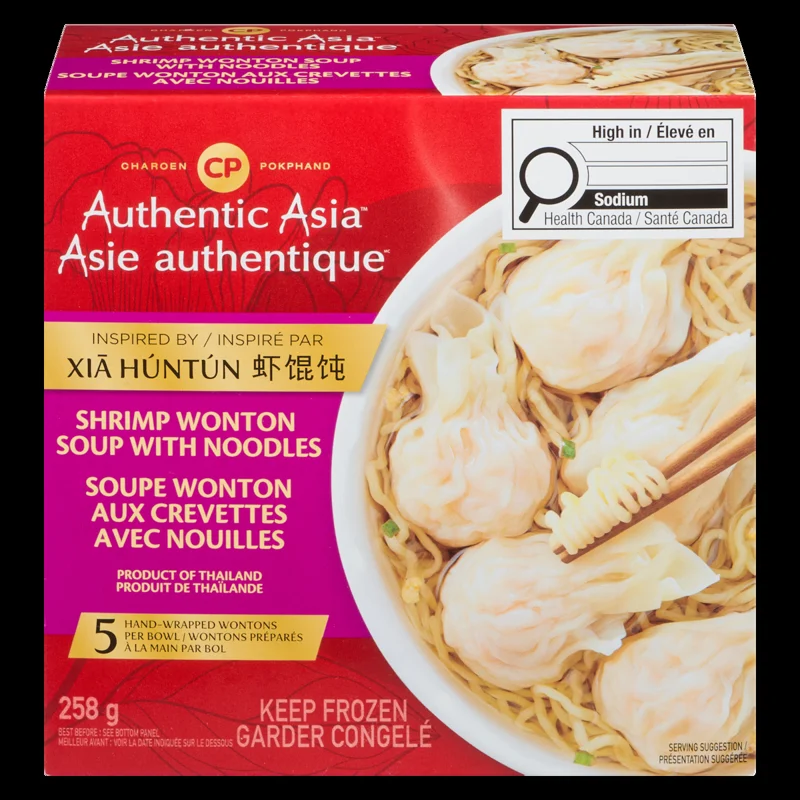 CHAROEN POKPHAND
Authentic Asia
Asie authentique
SHRIMP WONTON SOUP
WITH NOODLES
SOUPE WONTON AUX CREVETTES
AVEC NOUILLES
CHAROEN CP POKPHAND
Authentic Asia™
Asie authentique MC
High in / Élevé en
Sodium
Health Canada / Santé Canada
INSPIRED BY / INSPIRÉ PAR
XIĀ HÚNTÚN 虾馄饨
SHRIMP WONTON
SOUP WITH NOODLES
SOUPE WONTON
AUX CREVETTES
AVEC NOUILLES
PRODUCT OF THAILAND
PRODUIT DE THAÏLANDE
5 HAND-WRAPPED WONTONS
PER BOWL / WONTONS PRÉPARÉS
À LA MAIN PAR BOL
258 g
BEST BEFORE : SEE BOTTOM PANEL
MEILLEUR AVANT : VOIR LA DATE INDIQUÉE SUR LE DESSOUS
KEEP FROZEN
GARDER CONGELÉ
SERVING SUGGESTION /
PRÉSENTATION SUGGÉRÉE